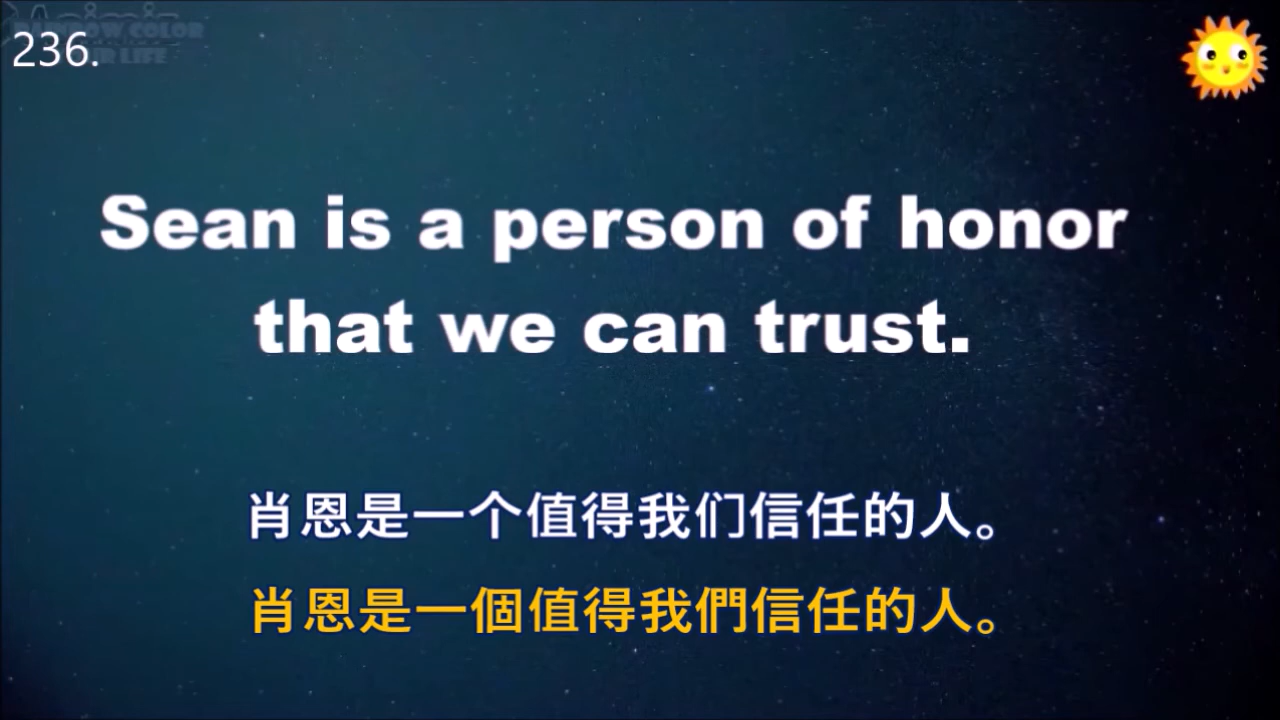 236.
Sean is a person of honor
that we can trust.
肖恩是一个值得我们信任的人。
肖恩是一個值得我們信任的人。